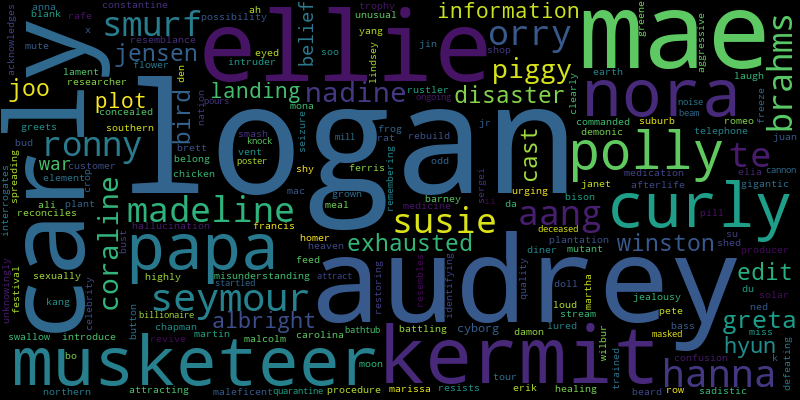 logan
audrey
carly
ellie
mae
kermit
musketeer
papa
curly
nora
polly
seymour
aang
susie
madeline
hanna
smurf
ronny
te
orry
piggy
plot
joo
jensen
nadine
landing
disaster
information
belief
brahms
bird
war
coraline
albright
exhausted
winston
cast
edit
greta
hyun
constantine
rafe
anna
blank
ah
possibility
trophy
unusual
yang
eyed
lindsey
soo
jin
shop
intruder
x
resemblance
flower
acknowledges
mute
lament
researcher
concealed
southern
greets
bud
customer
belong
element
crop
ali
plant
reconciles
spreading
interrogates
brett
chicken
dee
nation
pours
smash
knock
vent
poster
mona
seizure
mill
ongoing
rustler
frog
rat
rebuild
jr
odd
shy
ferris
remembering
barney
medicine
sergei
mac
grown
meal
da
urging
francis
homer
heaven
hallucination
misunderstanding
feed
attract
startled
highly
bust
sexually
festival
unknowingly
kang
celebrity
billionaire
button
chapman
martin
malcolm
carolina
bathtub
revive
moon
swallow
introduce
bo
northern
attracting
maleficent
quarantine
procedure
marissa
resists
tour
erik
healing
trained
wilbur
beard
row
sadistic
confusion
masked
k
defeating
miss
ned
du
solar
producer
su
shed
jealousy
pete
bass
martha
loud
stream
lured
doll
damon
cyborg
battling
restoring
resembles
identifying
quality
diner
mutant
plantation
deceased
bison
janet
medication
afterlife
pill
gigantic
elia
cannon
telephone
romeo
juan
suburb
noise
beam
freeze
demonic
commanded
clearly
earth
laugh
aggressive
greene